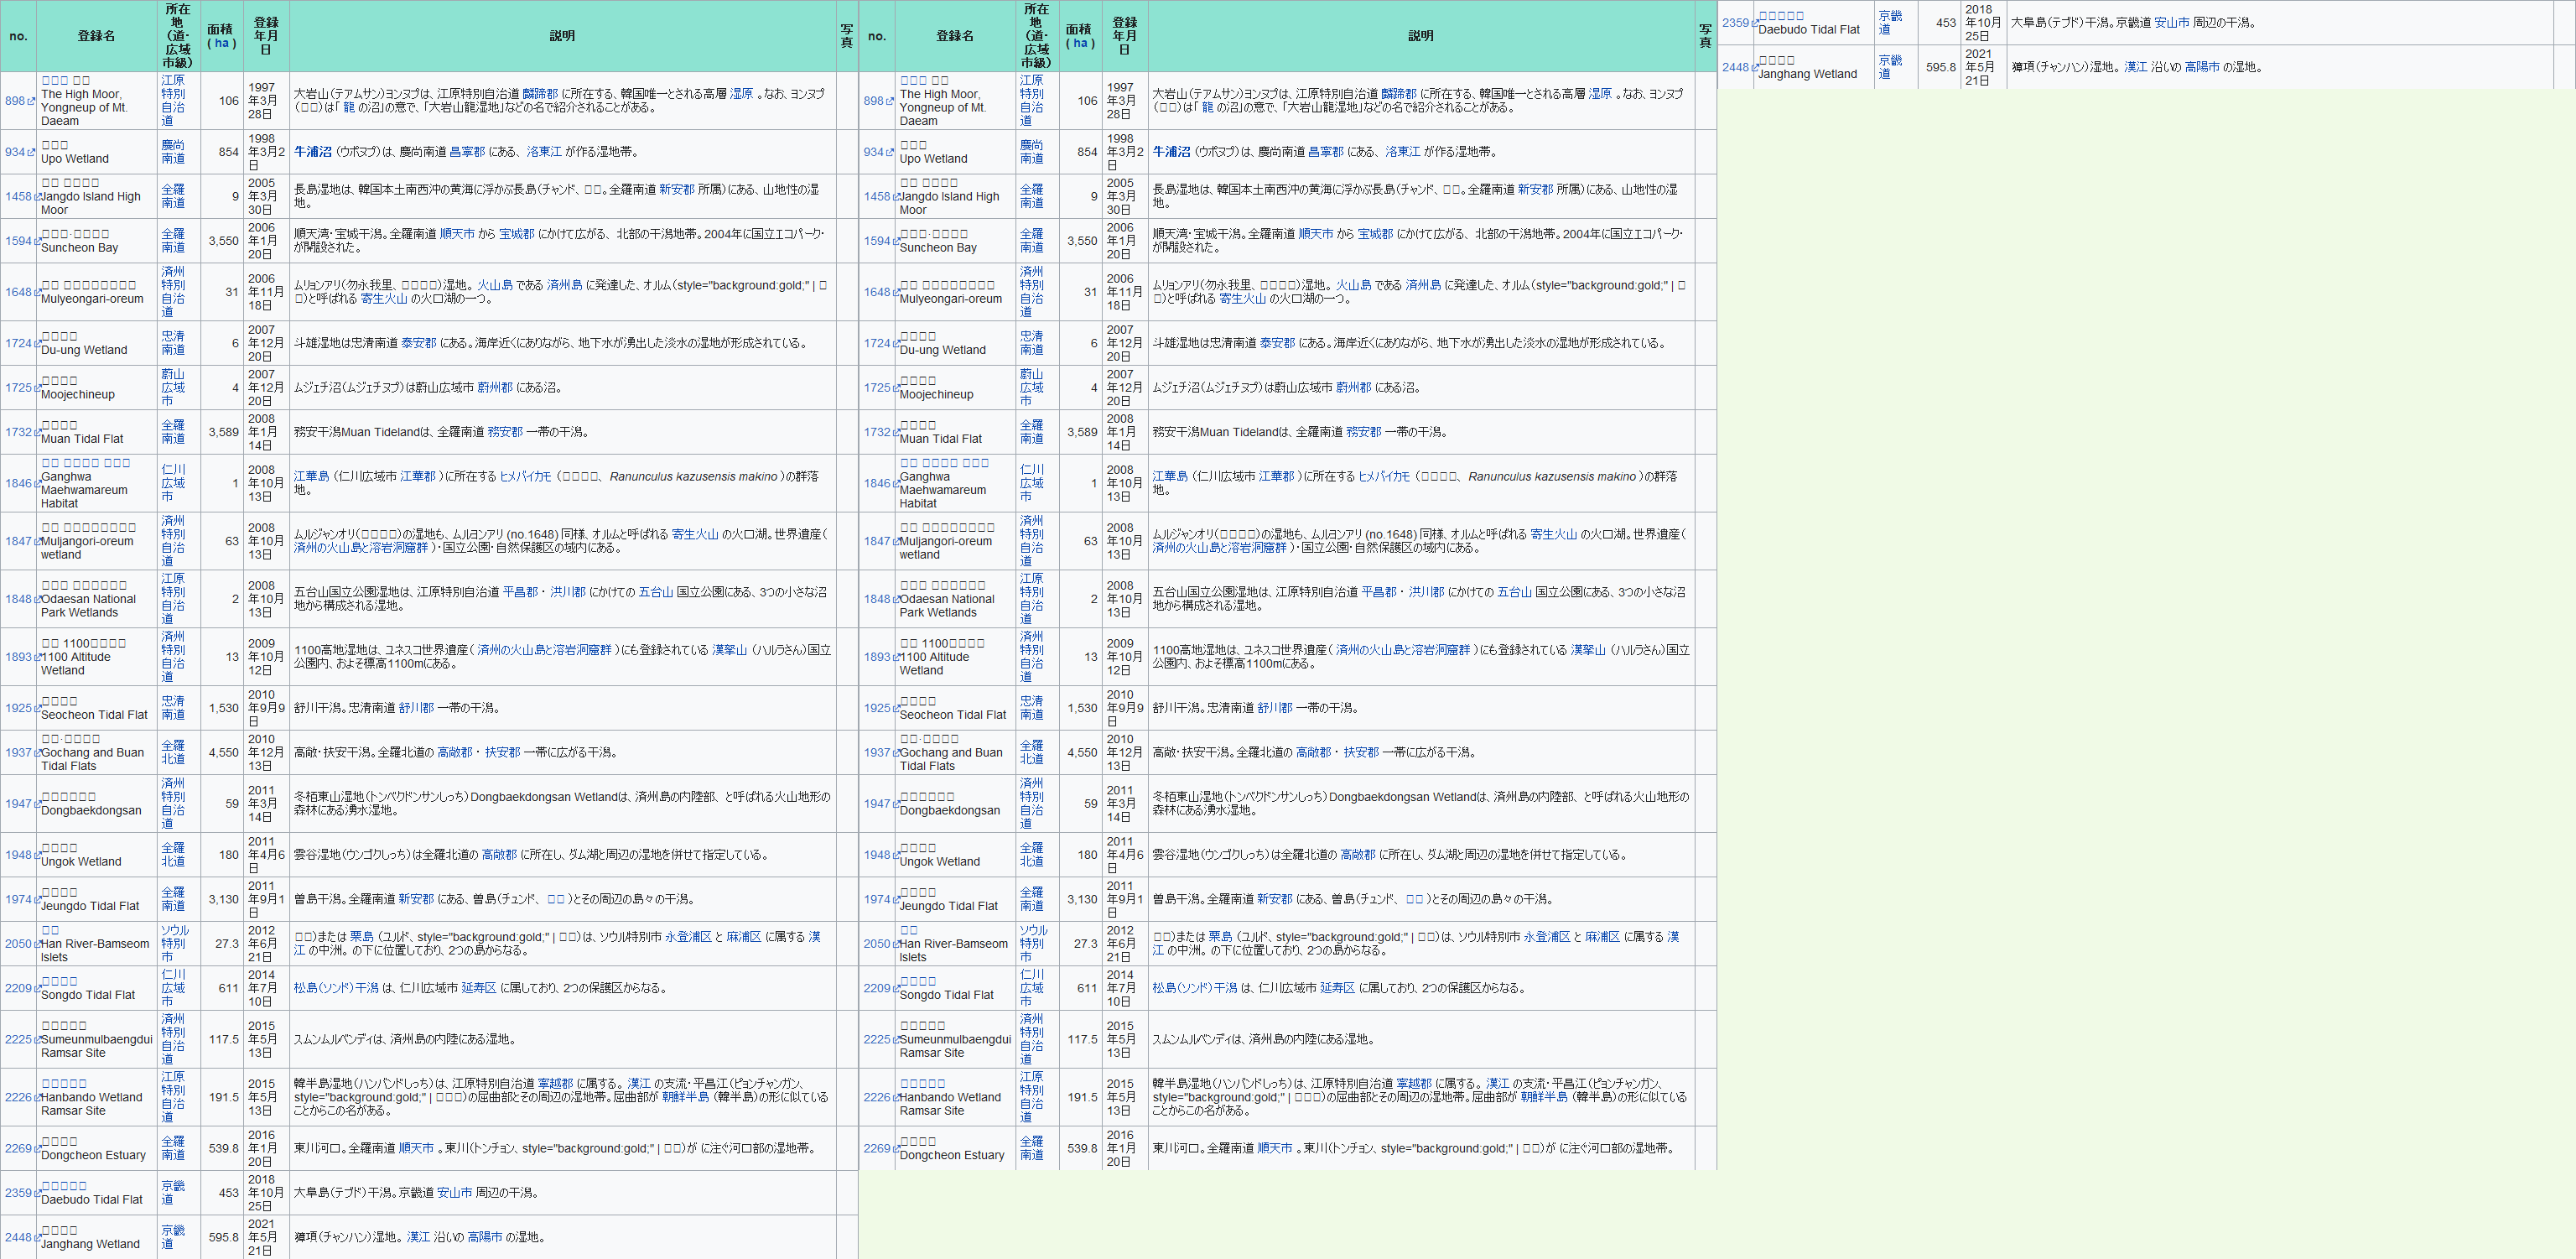 no. 登録名 所在地（道・広域市級） 面積 ( ha ) 登録年月日 説明 写真
898 The High Moor, Yongneup of Mt. Daeam 江原特別自治道 106 1997年3月28日 大岩山（テアムサン）ヨンヌプは、江原特別自治道 麟蹄郡 に所在する、韓国唯一とされる高層 湿原 。なお、ヨンヌプ（）は「 龍 の沼」の意で、「大岩山龍湿地」などの名で紹介されることがある。
934 Upo Wetland 慶尚南道 854 1998年3月2日 牛浦沼 （ウポヌプ）は、慶尚南道 昌寧郡 にある、 洛東江 が作る湿地帯。
1458 Jangdo Island High Moor 全羅南道 9 2005年3月30日 長島湿地は、韓国本土南西沖の黄海に浮かぶ長島（チャンド、 。全羅南道 新安郡 所属）にある、山地性の湿地。
1594 Suncheon Bay 全羅南道 3,550 2006年1月20日 順天湾・宝城干潟。全羅南道 順天市 から 宝城郡 にかけて広がる、 北部の干潟地帯。2004年に国立エコパーク・が開設された。
1648 Mulyeongari-oreum 済州特別自治道 31 2006年11月18日 ムリョンアリ（勿永我里、 ）湿地。 火山島 である 済州島 に発達した、オルム（style="background:gold;" | ）と呼ばれる 寄生火山 の火口湖の一つ。
1724 Du-ung Wetland 忠清南道 6 2007年12月20日 斗雄湿地は忠清南道 泰安郡 にある。海岸近くにありながら、地下水が湧出した淡水の湿地が形成されている。
1725 Moojechineup 蔚山広域市 4 2007年12月20日 ムジェチ沼（ムジェチヌプ）は蔚山広域市 蔚州郡 にある沼。
1732 Muan Tidal Flat 全羅南道 3,589 2008年1月14日 務安干潟Muan Tidelandは、全羅南道 務安郡 一帯の干潟。
1846 Ganghwa Maehwamareum Habitat 仁川広域市 1 2008年10月13日 江華島 （仁川広域市 江華郡 ）に所在する ヒメバイカモ （ 、 Ranunculus kazusensis makino ）の群落地。
1847 Muljangori-oreum wetland 済州特別自治道 63 2008年10月13日 ムルジャンオリ（）の湿地も、ムルヨンアリ (no.1648) 同様、オルムと呼ばれる 寄生火山 の火口湖。世界遺産（ 済州の火山島と溶岩洞窟群 ）・国立公園・自然保護区の域内にある。
1848 Odaesan National Park Wetlands 江原特別自治道 2 2008年10月13日 五台山国立公園湿地は、江原特別自治道 平昌郡 ・ 洪川郡 にかけての 五台山 国立公園にある、3つの小さな沼地から構成される湿地。
1893 1100 1100 Altitude Wetland 済州特別自治道 13 2009年10月12日 1100高地湿地は、ユネスコ世界遺産（ 済州の火山島と溶岩洞窟群 ）にも登録されている 漢拏山 （ハルラさん）国立公園内、およそ標高1100mにある。
1925 Seocheon Tidal Flat 忠清南道 1,530 2010年9月9日 舒川干潟。忠清南道 舒川郡 一帯の干潟。
1937 Gochang and Buan Tidal Flats 全羅北道 4,550 2010年12月13日 高敞・扶安干潟。全羅北道の 高敞郡 ・ 扶安郡 一帯に広がる干潟。
1947 Dongbaekdongsan 済州特別自治道 59 2011年3月14日 冬栢東山湿地（トンベクドンサンしっち）Dongbaekdongsan Wetlandは、済州島の内陸部、 と呼ばれる火山地形の森林にある湧水湿地。
1948 Ungok Wetland 全羅北道 180 2011年4月6日 雲谷湿地（ウンゴクしっち）は全羅北道の 高敞郡 に所在し、ダム湖と周辺の湿地を併せて指定している。
1974 Jeungdo Tidal Flat 全羅南道 3,130 2011年9月1日 曽島干潟。全羅南道 新安郡 にある、曽島（チュンド、 ）とその周辺の島々の干潟。
2050 Han River-Bamseom Islets ソウル特別市 27.3 2012年6月21日 ）または 栗島 （ユルド、 style="background:gold;" | ）は、ソウル特別市 永登浦区 と 麻浦区 に属する 漢江 の中洲。 の下に位置しており、2つの島からなる。
2209 Songdo Tidal Flat 仁川広域市 611 2014年7月10日 松島（ソンド）干潟 は、仁川広域市 延寿区 に属しており、2つの保護区からなる。
2225 Sumeunmulbaengdui Ramsar Site 済州特別自治道 117.5 2015年5月13日 スムンムルベンディは、済州島の内陸にある湿地。
2226 Hanbando Wetland Ramsar Site 江原特別自治道 191.5 2015年5月13日 韓半島湿地（ハンバンドしっち）は、江原特別自治道 寧越郡 に属する。 漢江 の支流・平昌江（ピョンチャンガン、style="background:gold;" | ）の屈曲部とその周辺の湿地帯。屈曲部が 朝鮮半島 （韓半島）の形に似ていることからこの名がある。
2269 Dongcheon Estuary 全羅南道 539.8 2016年1月20日 東川河口。全羅南道 順天市 。東川（トンチョン、 style="background:gold;" | ）が に注ぐ河口部の湿地帯。
2359 Daebudo Tidal Flat 京畿道 453 2018年10月25日 大阜島（テブド）干潟。京畿道 安山市 周辺の干潟。
2448 Janghang Wetland 京畿道 595.8 2021年5月21日 獐項（チャンハン）湿地。 漢江 沿いの 高陽市 の湿地。
no. 登録名 所在地（道・広域市級） 面積 ( ha ) 登録年月日 説明 写真
898 The High Moor, Yongneup of Mt. Daeam 江原特別自治道 106 1997年3月28日 大岩山（テアムサン）ヨンヌプは、江原特別自治道 麟蹄郡 に所在する、韓国唯一とされる高層 湿原 。なお、ヨンヌプ（）は「 龍 の沼」の意で、「大岩山龍湿地」などの名で紹介されることがある。
934 Upo Wetland 慶尚南道 854 1998年3月2日 牛浦沼 （ウポヌプ）は、慶尚南道 昌寧郡 にある、 洛東江 が作る湿地帯。
1458 Jangdo Island High Moor 全羅南道 9 2005年3月30日 長島湿地は、韓国本土南西沖の黄海に浮かぶ長島（チャンド、 。全羅南道 新安郡 所属）にある、山地性の湿地。
1594 Suncheon Bay 全羅南道 3,550 2006年1月20日 順天湾・宝城干潟。全羅南道 順天市 から 宝城郡 にかけて広がる、 北部の干潟地帯。2004年に国立エコパーク・が開設された。
1648 Mulyeongari-oreum 済州特別自治道 31 2006年11月18日 ムリョンアリ（勿永我里、 ）湿地。 火山島 である 済州島 に発達した、オルム（style="background:gold;" | ）と呼ばれる 寄生火山 の火口湖の一つ。
1724 Du-ung Wetland 忠清南道 6 2007年12月20日 斗雄湿地は忠清南道 泰安郡 にある。海岸近くにありながら、地下水が湧出した淡水の湿地が形成されている。
1725 Moojechineup 蔚山広域市 4 2007年12月20日 ムジェチ沼（ムジェチヌプ）は蔚山広域市 蔚州郡 にある沼。
1732 Muan Tidal Flat 全羅南道 3,589 2008年1月14日 務安干潟Muan Tidelandは、全羅南道 務安郡 一帯の干潟。
1846 Ganghwa Maehwamareum Habitat 仁川広域市 1 2008年10月13日 江華島 （仁川広域市 江華郡 ）に所在する ヒメバイカモ （ 、 Ranunculus kazusensis makino ）の群落地。
1847 Muljangori-oreum wetland 済州特別自治道 63 2008年10月13日 ムルジャンオリ（）の湿地も、ムルヨンアリ (no.1648) 同様、オルムと呼ばれる 寄生火山 の火口湖。世界遺産（ 済州の火山島と溶岩洞窟群 ）・国立公園・自然保護区の域内にある。
1848 Odaesan National Park Wetlands 江原特別自治道 2 2008年10月13日 五台山国立公園湿地は、江原特別自治道 平昌郡 ・ 洪川郡 にかけての 五台山 国立公園にある、3つの小さな沼地から構成される湿地。
1893 1100 1100 Altitude Wetland 済州特別自治道 13 2009年10月12日 1100高地湿地は、ユネスコ世界遺産（ 済州の火山島と溶岩洞窟群 ）にも登録されている 漢拏山 （ハルラさん）国立公園内、およそ標高1100mにある。
1925 Seocheon Tidal Flat 忠清南道 1,530 2010年9月9日 舒川干潟。忠清南道 舒川郡 一帯の干潟。
1937 Gochang and Buan Tidal Flats 全羅北道 4,550 2010年12月13日 高敞・扶安干潟。全羅北道の 高敞郡 ・ 扶安郡 一帯に広がる干潟。
1947 Dongbaekdongsan 済州特別自治道 59 2011年3月14日 冬栢東山湿地（トンベクドンサンしっち）Dongbaekdongsan Wetlandは、済州島の内陸部、 と呼ばれる火山地形の森林にある湧水湿地。
1948 Ungok Wetland 全羅北道 180 2011年4月6日 雲谷湿地（ウンゴクしっち）は全羅北道の 高敞郡 に所在し、ダム湖と周辺の湿地を併せて指定している。
1974 Jeungdo Tidal Flat 全羅南道 3,130 2011年9月1日 曽島干潟。全羅南道 新安郡 にある、曽島（チュンド、 ）とその周辺の島々の干潟。
2050 Han River-Bamseom Islets ソウル特別市 27.3 2012年6月21日 ）または 栗島 （ユルド、 style="background:gold;" | ）は、ソウル特別市 永登浦区 と 麻浦区 に属する 漢江 の中洲。 の下に位置しており、2つの島からなる。
2209 Songdo Tidal Flat 仁川広域市 611 2014年7月10日 松島（ソンド）干潟 は、仁川広域市 延寿区 に属しており、2つの保護区からなる。
2225 Sumeunmulbaengdui Ramsar Site 済州特別自治道 117.5 2015年5月13日 スムンムルベンディは、済州島の内陸にある湿地。
2226 Hanbando Wetland Ramsar Site 江原特別自治道 191.5 2015年5月13日 韓半島湿地（ハンバンドしっち）は、江原特別自治道 寧越郡 に属する。 漢江 の支流・平昌江（ピョンチャンガン、style="background:gold;" | ）の屈曲部とその周辺の湿地帯。屈曲部が 朝鮮半島 （韓半島）の形に似ていることからこの名がある。
2269 Dongcheon Estuary 全羅南道 539.8 2016年1月20日 東川河口。全羅南道 順天市 。東川（トンチョン、 style="background:gold;" | ）が に注ぐ河口部の湿地帯。
2359 Daebudo Tidal Flat 京畿道 453 2018年10月25日 大阜島（テブド）干潟。京畿道 安山市 周辺の干潟。
2448 Janghang Wetland 京畿道 595.8 2021年5月21日 獐項（チャンハン）湿地。 漢江 沿いの 高陽市 の湿地。